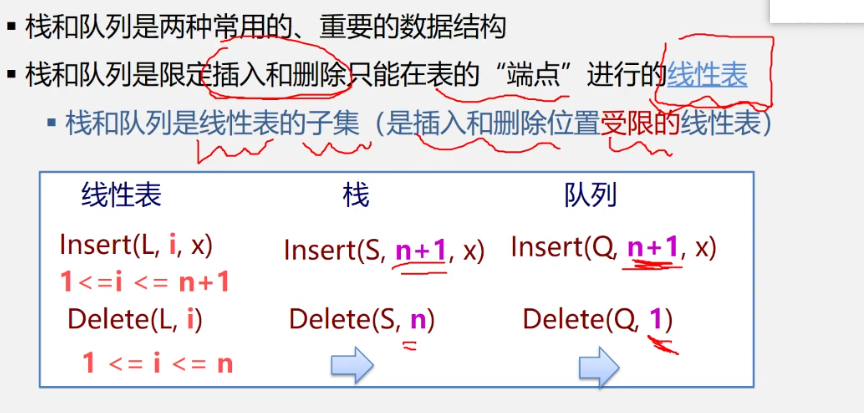 ▪ 栈和队列是两种常用的、重要的数据结构
▪ 栈和队列是限定插入和删除只能在表的“端点”进行的线性表
▪ 栈和队列是线性表的子集（是插入和删除位置受限的线性表）
线性表 栈 队列
Insert(L, i, x) Insert(S, n+1, x) Insert(Q, n+1, x)
1<=i <= n+1
Delete(L, i) Delete(S, n) Delete(Q, 1)
1 <= i <= n